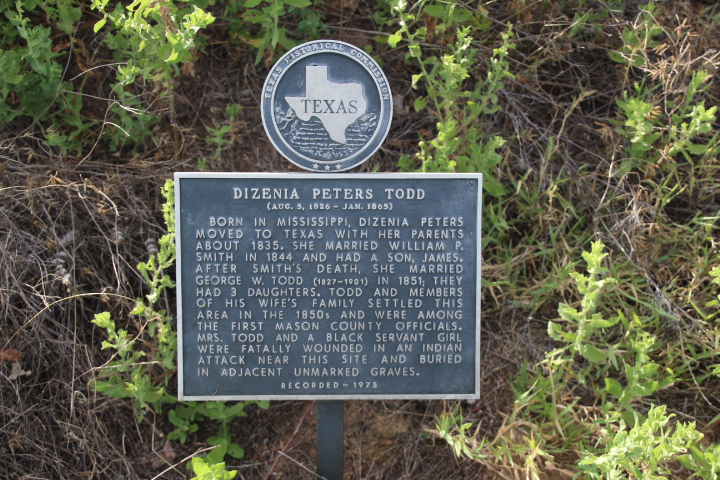 TEXAS HISTORICAL COMMISSION
TEXAS
DIZENIA PETERS TODD
(AUG. 5, 1826 - JAN. 1865)
BORN IN MISSISSIPPI, DIZENIA PETERS
MOVED TO TEXAS WITH HER PARENTS
ABOUT 1835. SHE MARRIED WILLIAM P.
SMITH IN 1844 AND HAD A SON, JAMES.
AFTER SMITH'S DEATH, SHE MARRIED
GEORGE W. TODD (1827-1901) IN 1851; THEY
HAD 3 DAUGHTERS. TODD AND MEMBERS
OF HIS WIFE'S FAMILY SETTLED THIS
AREA IN THE 1850s AND WERE AMONG
THE FIRST MASON COUNTY OFFICIALS.
MRS. TODD AND A BLACK SERVANT GIRL
WERE FATALLY WOUNDED IN AN INDIAN
ATTACK NEAR THIS SITE AND BURIED
IN ADJACENT UNMARKED GRAVES.
RECORDED - 1975